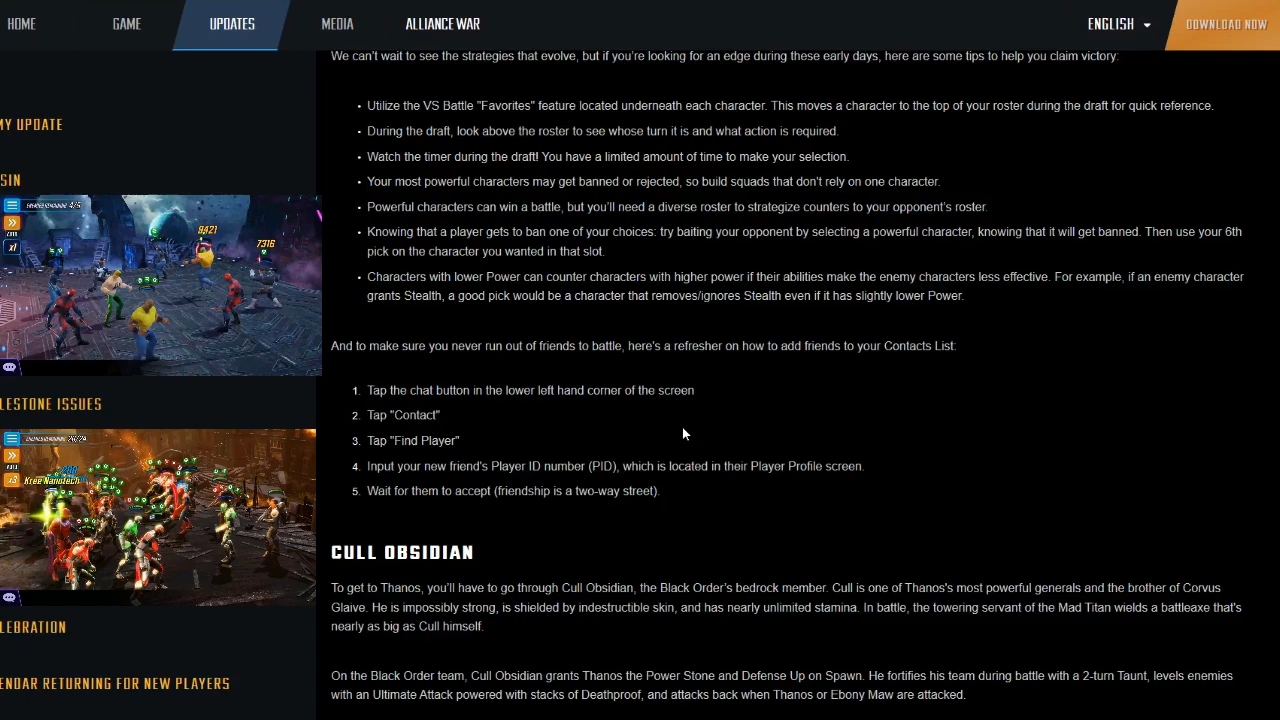 HOME GAME UPDATES MEDIA ALLIANCE WAR ENGLISH DOWNLOAD NOW
We can't wait to see the strategies that evolve, but if you're looking for an edge during these early days, here are some tips to help you claim victory:
• Utilize the VS Battle "Favorites" feature located underneath each character. This moves a character to the top of your roster during the draft for quick reference.
• During the draft, look above the roster to see whose turn it is and what action is required.
• Watch the timer during the draft! You have a limited amount of time to make your selection.
• Your most powerful characters may get banned or rejected, so build squads that don't rely on one character.
• Powerful characters can win a battle, but you'll need a diverse roster to strategize counters to your opponent's roster.
• Knowing that a player gets to ban one of your choices: try baiting your opponent by selecting a powerful character, knowing that it will get banned. Then use your 6th
pick on the character you wanted in that slot.
• Characters with lower Power can counter characters with higher power if their abilities make the enemy characters less effective. For example, if an enemy character
grants Stealth, a good pick would be a character that removes/ignores Stealth even if it has slightly lower Power.
And to make sure you never run out of friends to battle, here's a refresher on how to add friends to your Contacts List:
1. Tap the chat button in the lower left hand corner of the screen
2. Tap "Contact"
3. Tap "Find Player"
4. Input your new friend's Player ID number (PID), which is located in their Player Profile screen.
5. Wait for them to accept (friendship is a two-way street).
CULL OBSIDIAN
To get to Thanos, you'll have to go through Cull Obsidian, the Black Order's bedrock member. Cull is one of Thanos's most powerful generals and the brother of Corvus
Glaive. He is impossibly strong, is shielded by indestructible skin, and has nearly unlimited stamina. In battle, the towering servant of the Mad Titan wields a battleaxe that's
nearly as big as Cull himself.
On the Black Order team, Cull Obsidian grants Thanos the Power Stone and Defense Up on Spawn. He fortifies his team during battle with a 2-turn Taunt, levels enemies
with an Ultimate Attack powered with stacks of Deathproof, and attacks back when Thanos or Ebony Maw are attacked.
MY UPDATE
SIN
9,421
7316
x1
LESTONE ISSUES
x3 Kree Nanotech
LEBRATION
ENDAR RETURNING FOR NEW PLAYERS